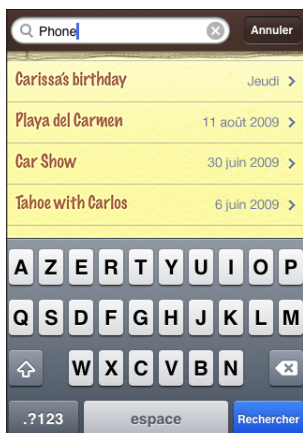 Phone Annuler
Carissa's birthday Jeudi >
Playa del Carmen 11 août 2009 >
Car Show 30 juin 2009 >
Tahoe with Carlos 6 juin 2009 >
A Z E R T Y U I O P
Q S D F G H J K L M
W X C V B N
.?123 espace Rechercher